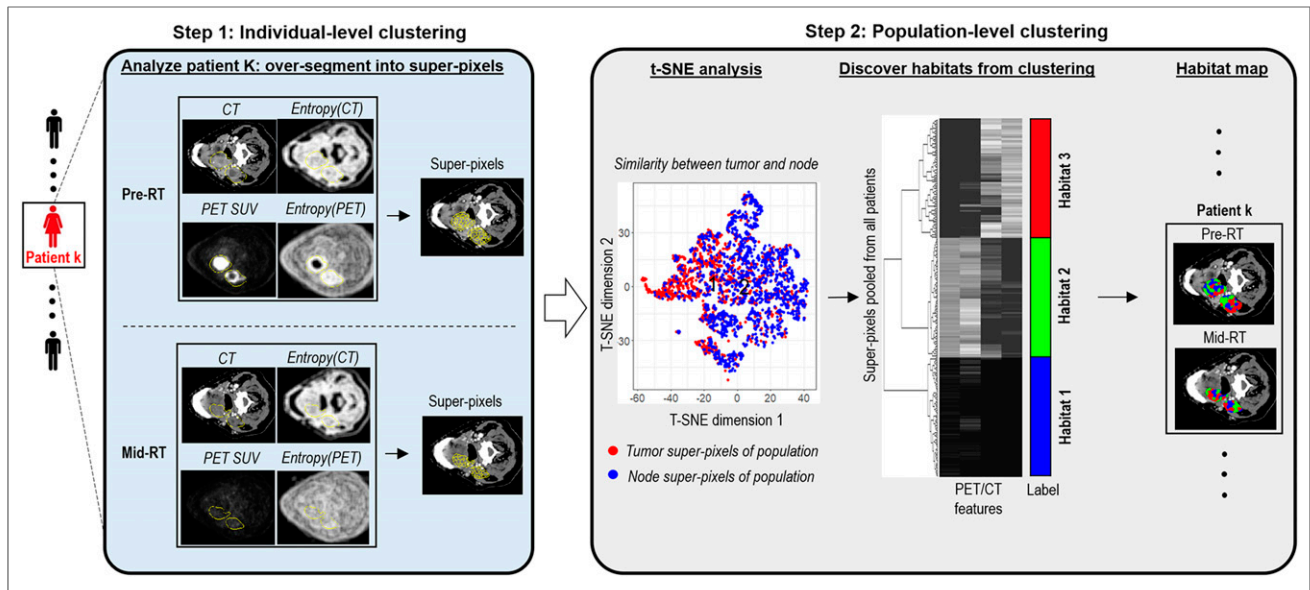 Step 1: Individual-level clustering
Analyze patient K: over-segment into super-pixels
Patient k
Pre-RT
CT
Entropy(CT)
PET SUV
Entropy(PET)
Super-pixels
Mid-RT
CT
Entropy(CT)
PET SUV
Entropy(PET)
Super-pixels
Step 2: Population-level clustering
t-SNE analysis
Similarity between tumor and node
T-SNE dimension 2
30
0
-30
-60
-40
-20
0
20
40
T-SNE dimension 1
Tumor super-pixels of population
Node super-pixels of population
Discover habitats from clustering
Super-pixels pooled from all patients
Habitat 3
Habitat 2
Habitat 1
PET/CT
features
Label
Habitat map
Patient k
Pre-RT
Mid-RT